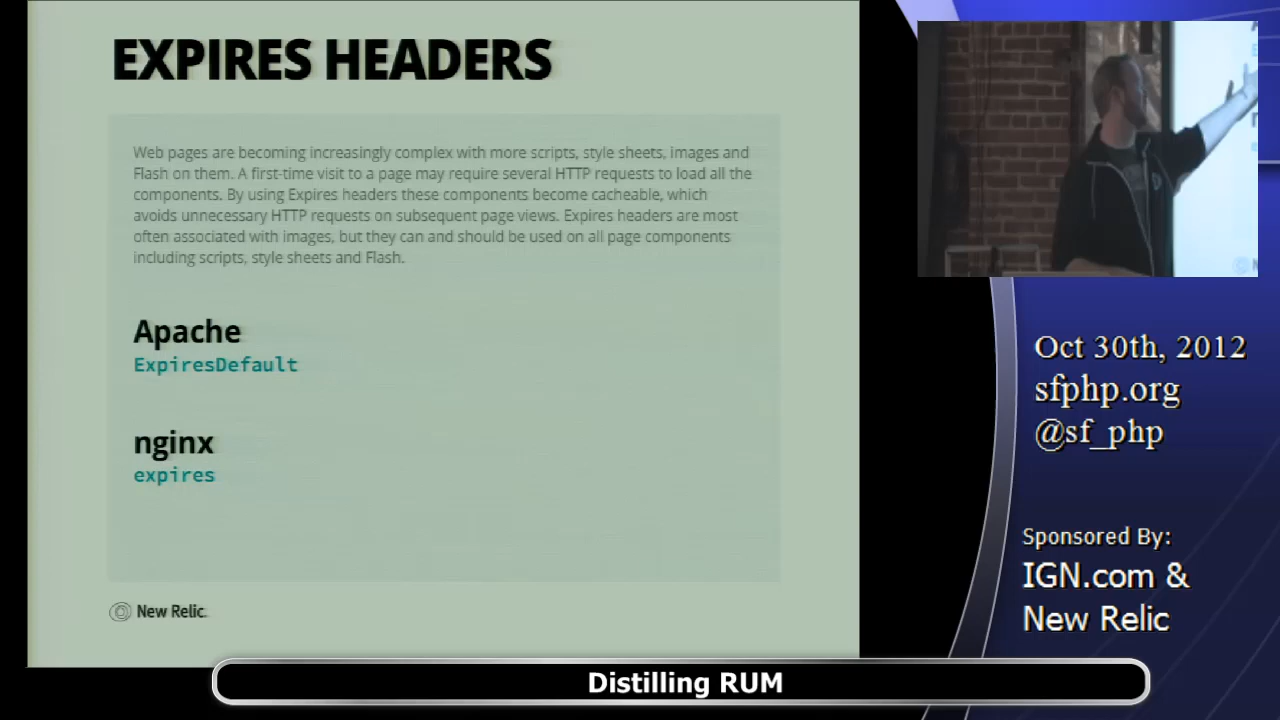 EXPIRES HEADERS
Web pages are becoming increasingly complex with more scripts, style sheets, images and
Flash on them. A first-time visit to a page may require several HTTP requests to load all the
components. By using Expires headers these components become cacheable, which
avoids unnecessary HTTP requests on subsequent page views. Expires headers are most
often associated with images, but they can and should be used on all page components
including scripts, style sheets and Flash.
Apache
ExpiresDefault
nginx
expires
New Relic.
Oct 30th, 2012
sfphp.org
@sf_php
Sponsored By:
IGN.com &
New Relic
Distilling RUM